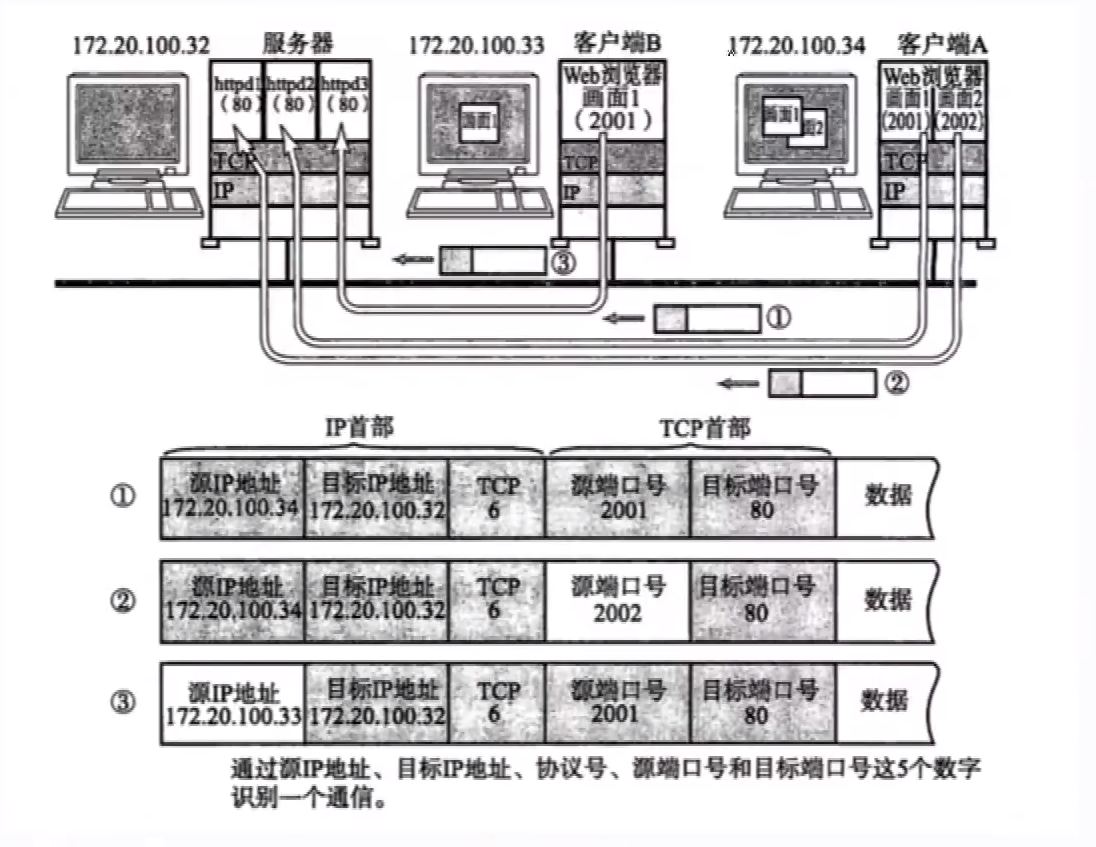 172.20.100.32 服务器 172.20.100.33 客户端B 172.20.100.34 客户端A
httpd1 httpd2 httpd3
(80) (80) (80)
TCP
IP
画面1
Web浏览器
画面1
(2001)
TCP
IP
画面1
画面2
Web浏览器
画面1 画面2
(2001) (2002)
TCP
IP
③
①
②
IP首部 TCP首部
① 源IP地址 目标IP地址 TCP 源端口号 目标端口号 数据
172.20.100.34 172.20.100.32 6 2001 80
② 源IP地址 目标IP地址 TCP 源端口号 目标端口号 数据
172.20.100.34 172.20.100.32 6 2002 80
③ 源IP地址 目标IP地址 TCP 源端口号 目标端口号 数据
172.20.100.33 172.20.100.32 6 2001 80
通过源IP地址、目标IP地址、协议号、源端口号和目标端口号这5个数字
识别一个通信。